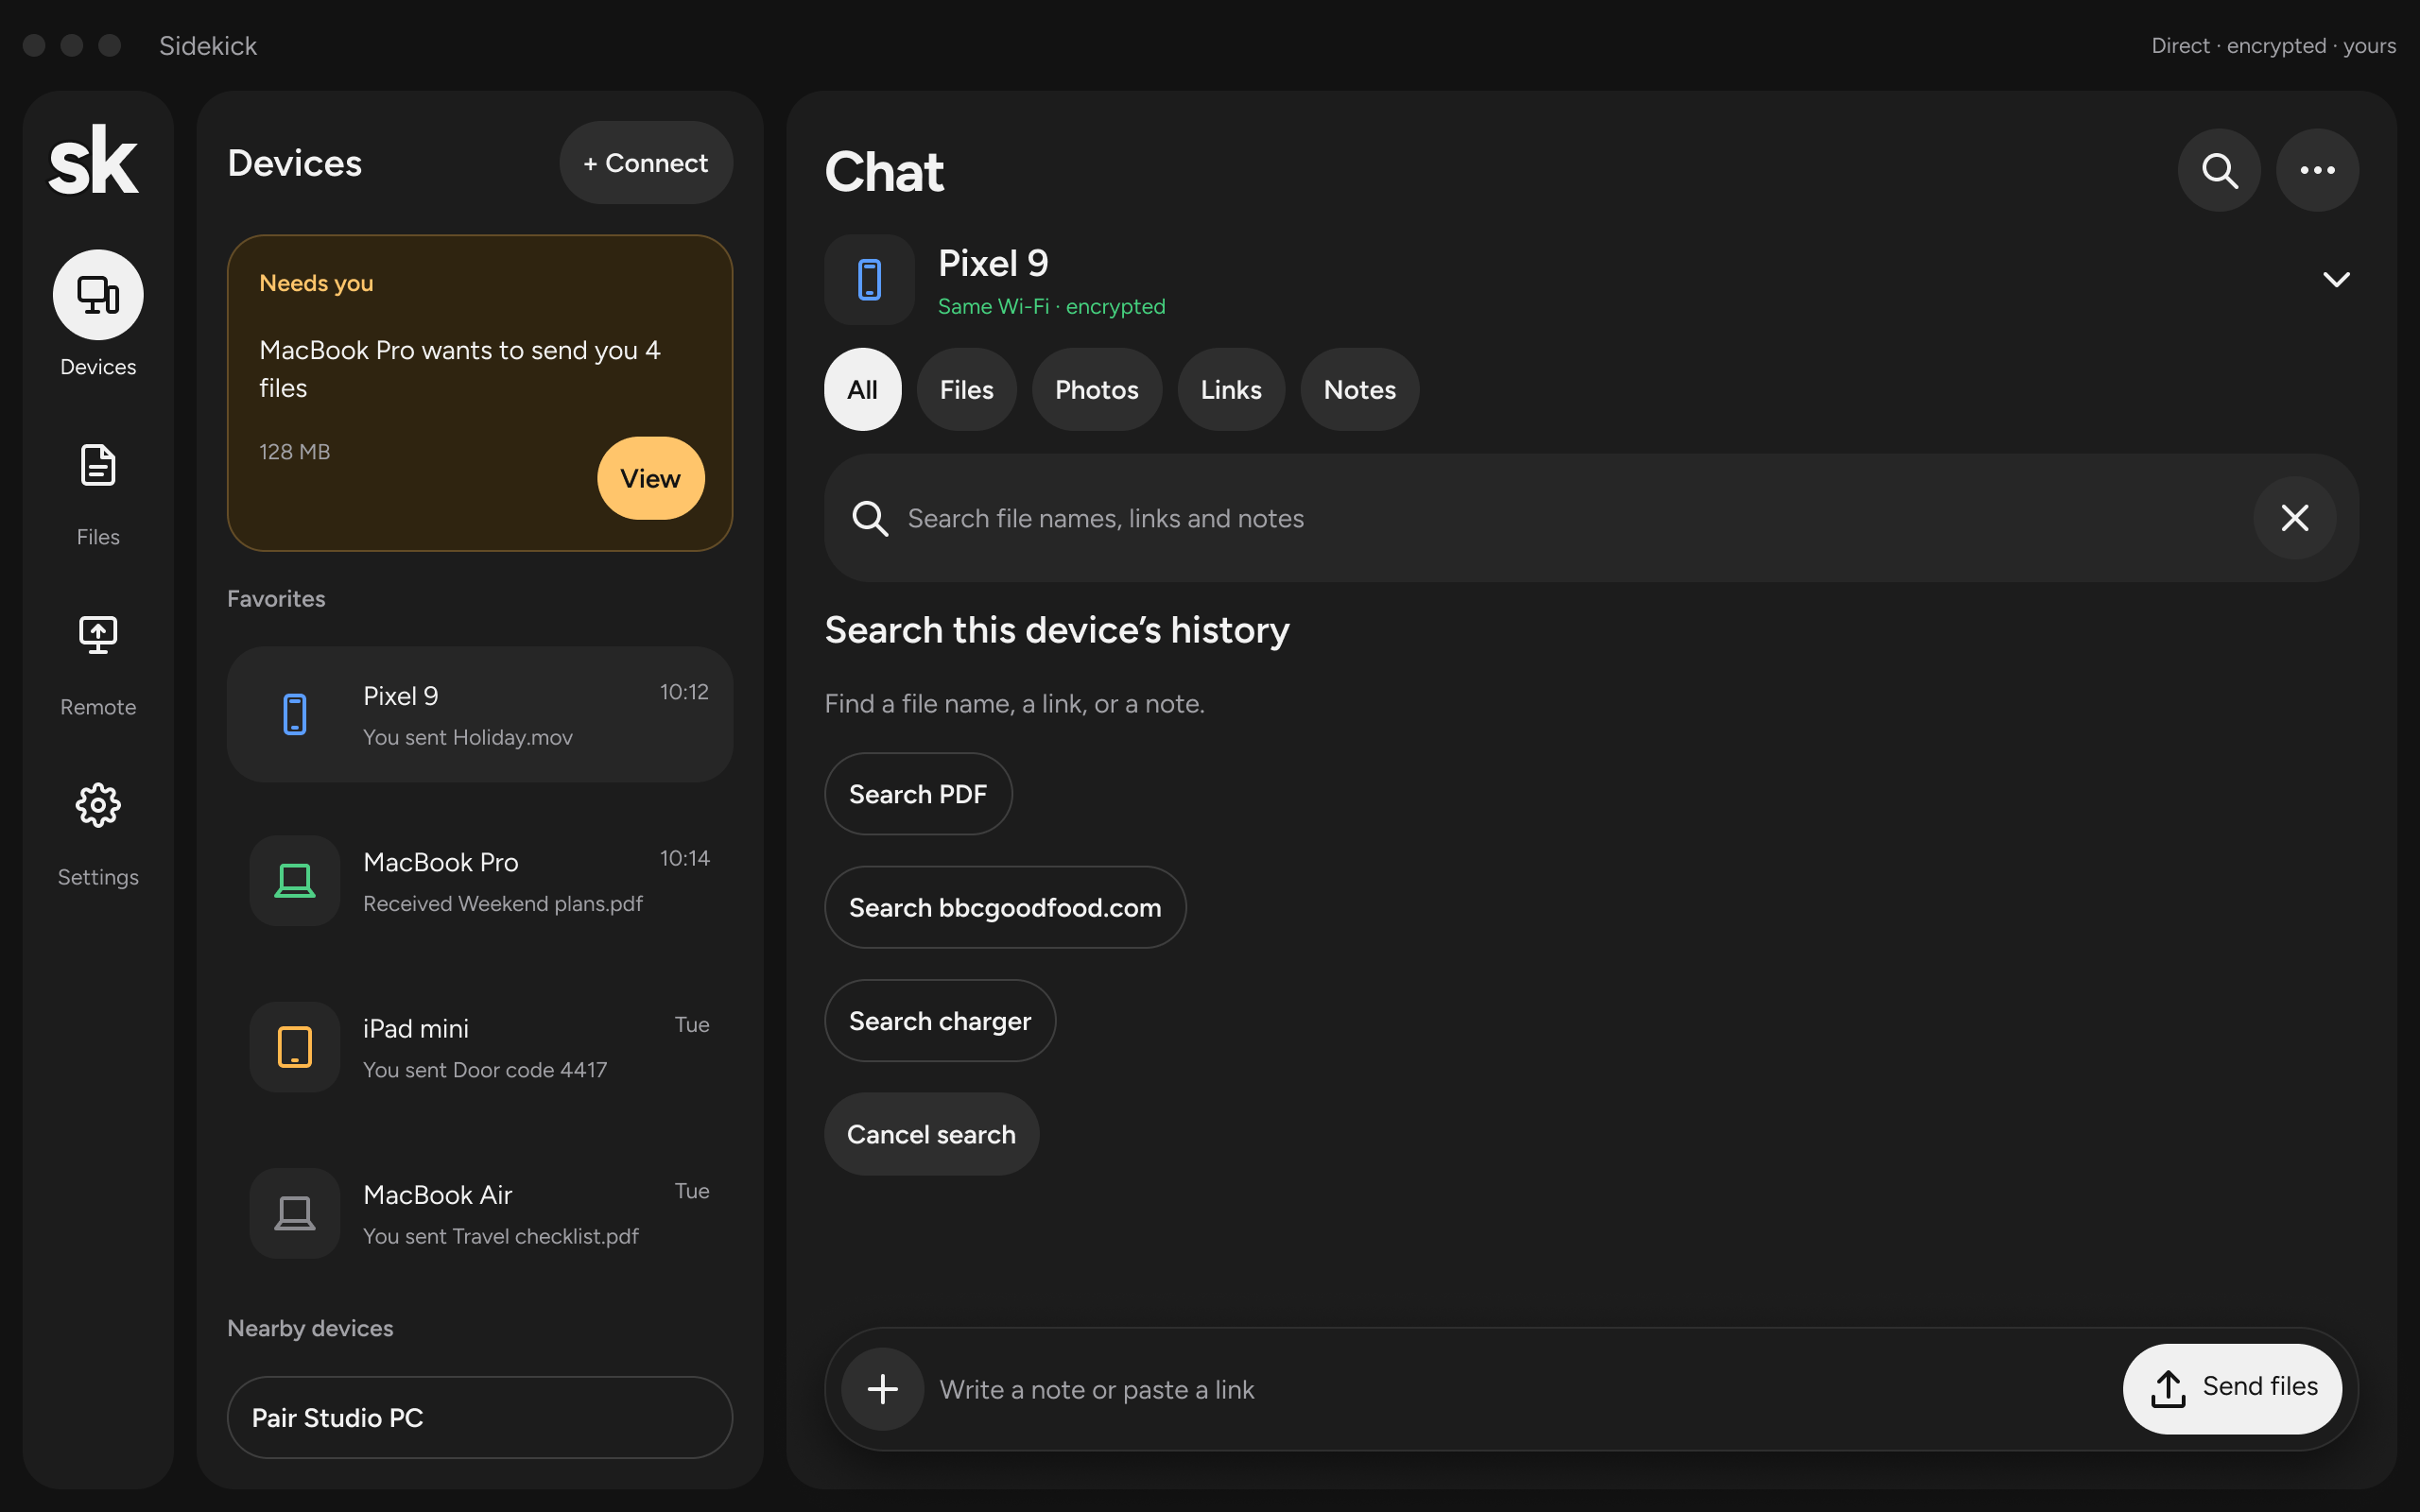 Sidekick
Direct · encrypted · yours
sk
Devices
Files
Remote
Settings
Devices
+ Connect
Needs you
MacBook Pro wants to send you 4
files
128 MB
View
Favorites
Pixel 9
10:12
You sent Holiday.mov
MacBook Pro
10:14
Received Weekend plans.pdf
iPad mini
Tue
You sent Door code 4417
MacBook Air
Tue
You sent Travel checklist.pdf
Nearby devices
Pair Studio PC
Chat
Pixel 9
Same Wi-Fi · encrypted
All
Files
Photos
Links
Notes
Search file names, links and notes
Search this device’s history
Find a file name, a link, or a note.
Search PDF
Search bbcgoodfood.com
Search charger
Cancel search
Write a note or paste a link
Send files